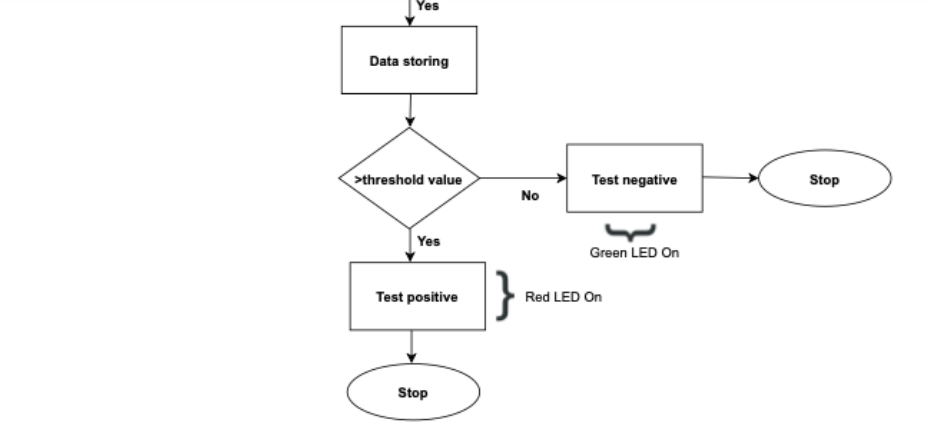 Yes
Data storing
>threshold value
No
Test negative
Stop
Green LED On
Yes
Test positive
Red LED On
Stop